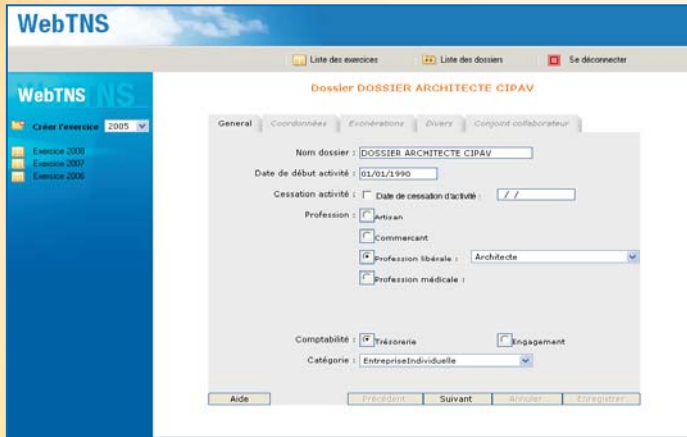 WebTNS
Liste des exercices Liste des dossiers Se déconnecter
WebTNS
Dossier DOSSIER ARCHITECTE CIPAV
Créer l'exercice 2005
Exercice 2008
Exercice 2007
Exercice 2006
General Coordonnées Exonérations Divers Conjoint collaborateur
Nom dossier : DOSSIER ARCHITECTE CIPAV
Date de début activité : 01/01/1990
Cessation activité : Date de cessation d'activité : / /
Profession : Artisan
Commercant
Profession libérale : Architecte
Profession médicale :
Comptabilité : Trésorerie Engagement
Catégorie : EntrepriseIndividuelle
Aide Précédent Suivant Annuler Enregistrer